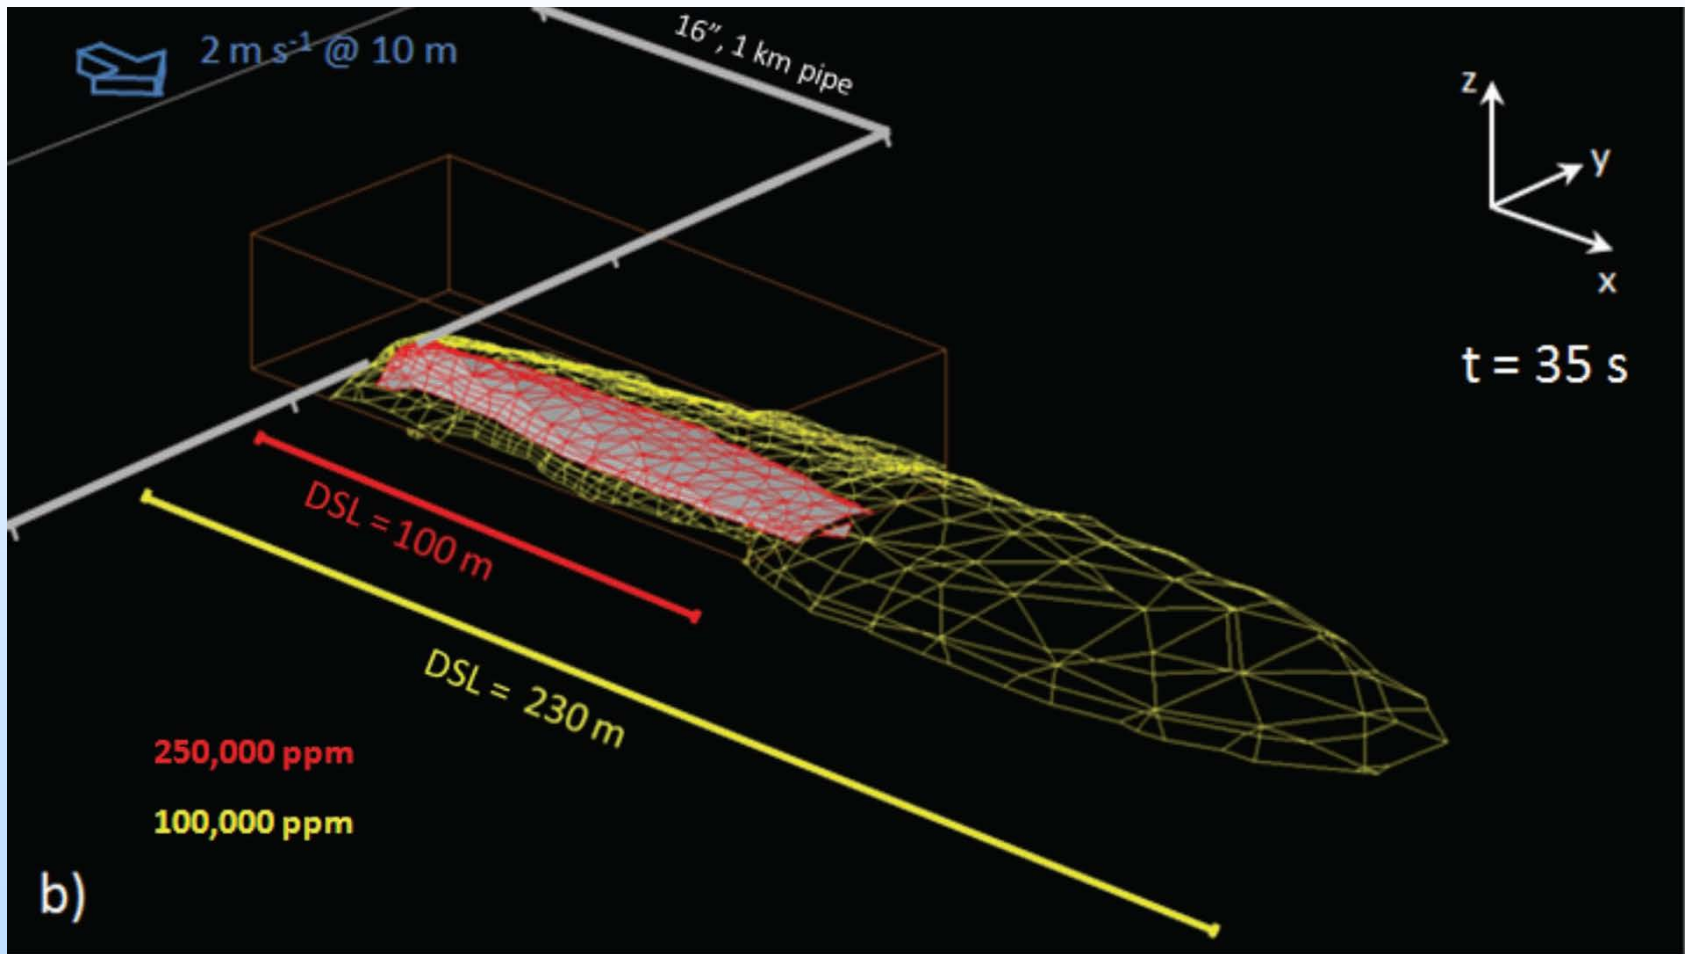 2 m s⁻¹ @ 10 m
16”, 1 km pipe
z
y
x
t = 35 s
DSL = 100 m
DSL = 230 m
250,000 ppm
100,000 ppm
b)